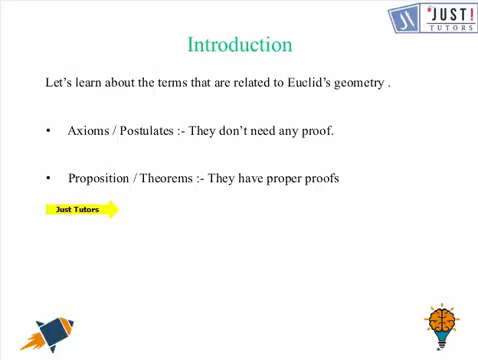 JUST!
TUTORS
Introduction
Let's learn about the terms that are related to Euclid's geometry .
• Axioms / Postulates :- They don't need any proof.
• Proposition / Theorems :- They have proper proofs
Just Tutors